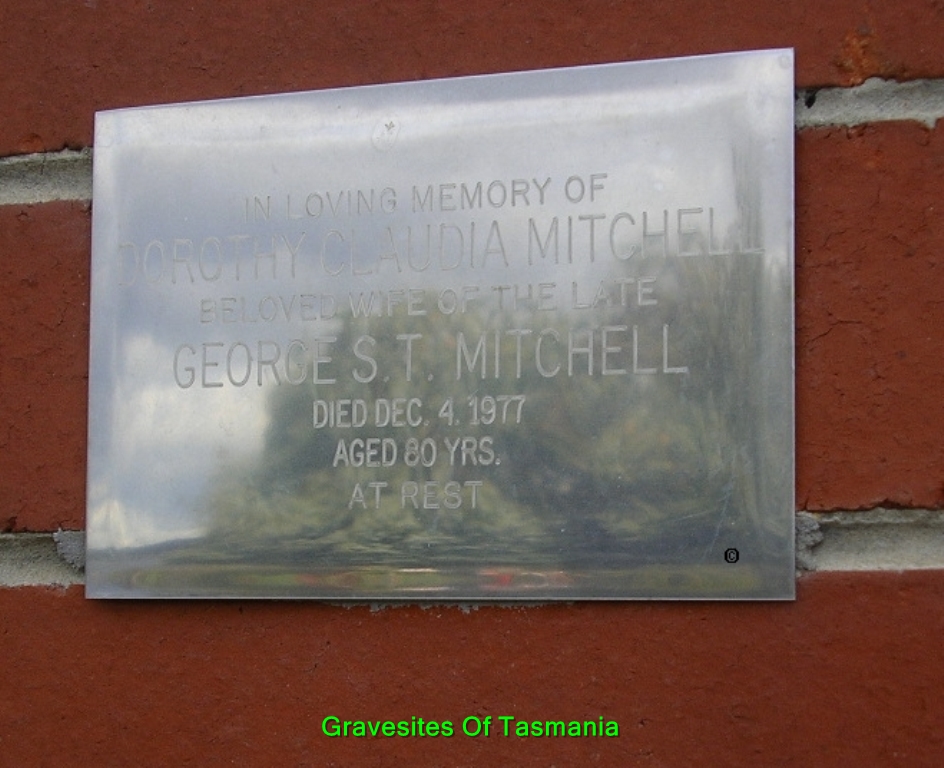 IN LOVING MEMORY OF
DOROTHY CLAUDIA MITCHELL
BELOVED WIFE OF THE LATE
GEORGE S.T. MITCHELL
DIED DEC. 4. 1977
AGED 80 YRS.
AT REST
©
Gravesites Of Tasmania